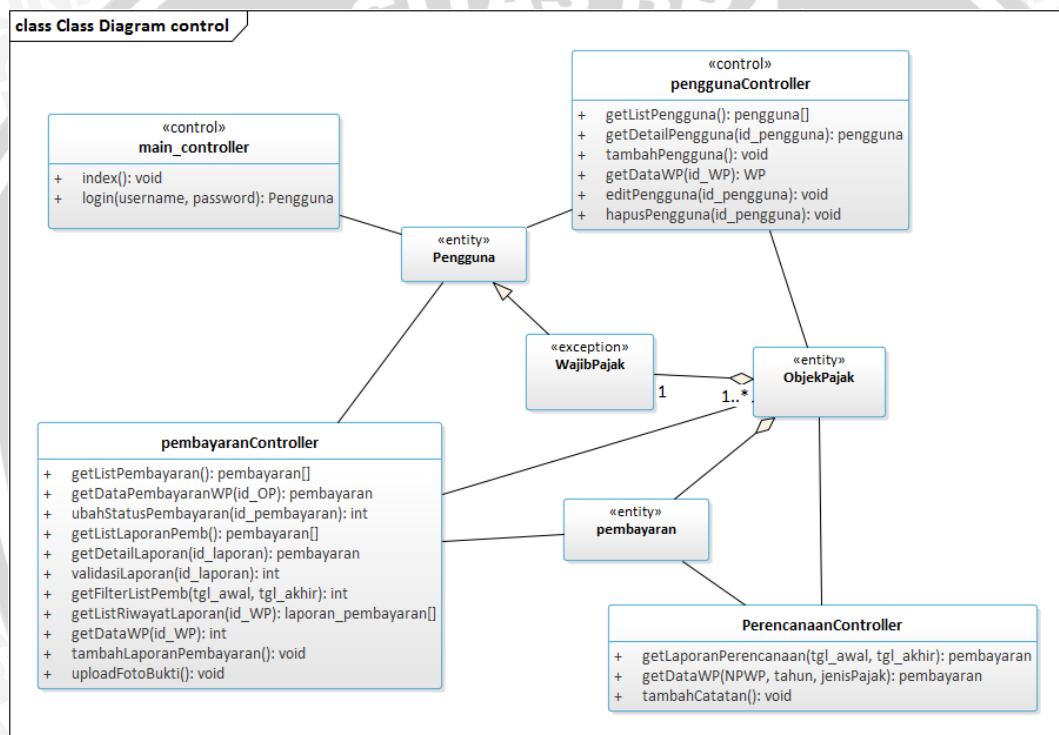 class Class Diagram control
«control»
penggunaController
+ getListPengguna(): pengguna[]
+ getDetailPengguna(id_pengguna): pengguna
+ tambahPengguna(): void
+ getDataWP(id_WP): WP
+ editPengguna(id_pengguna): void
+ hapusPengguna(id_pengguna): void
«control»
main_controller
+ index(): void
+ login(username, password): Pengguna
«entity»
Pengguna
«exception»
WajibPajak
1
1..*
«entity»
ObjekPajak
pembayaranController
+ getListPembayaran(): pembayaran[]
+ getDataPembayaranWP(id_OP): pembayaran
+ ubahStatusPembayaran(id_pembayaran): int
+ getListLaporanPemb(): pembayaran[]
+ getDetailLaporan(id_laporan): pembayaran
+ validasiLaporan(id_laporan): int
+ getFilterListPemb(tgl_awal, tgl_akhir): int
+ getListRiwayatLaporan(id_WP): laporan_pembayaran[]
+ getDataWP(id_WP): int
+ tambahLaporanPembayaran(): void
+ uploadFotoBukti(): void
«entity»
pembayaran
PerencanaanController
+ getLaporanPerencanaan(tgl_awal, tgl_akhir): pembayaran
+ getDataWP(NPWP, tahun, jenisPajak): pembayaran
+ tambahCatatan(): void